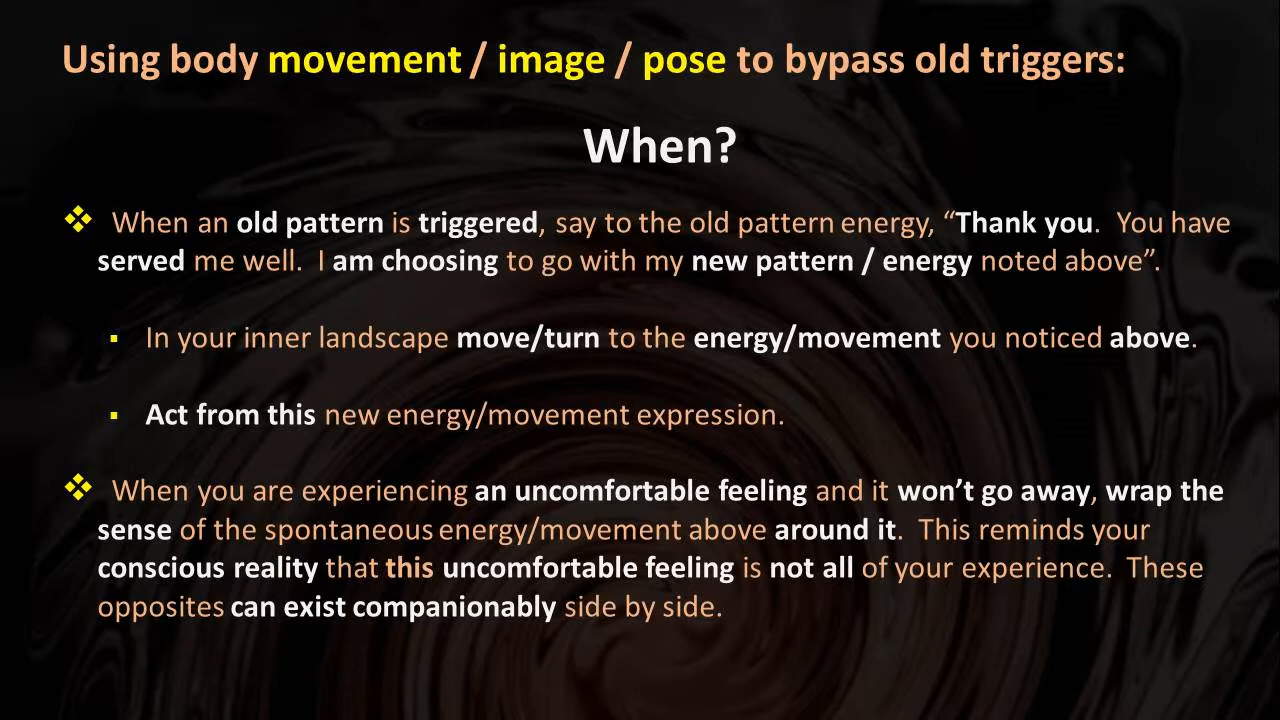 Using body movement / image / pose to bypass old triggers:
When?
❖ When an old pattern is triggered, say to the old pattern energy, “Thank you.  You have
served me well.  I am choosing to go with my new pattern / energy noted above”.
▪ In your inner landscape move/turn to the energy/movement you noticed above.
▪ Act from this new energy/movement expression.
❖ When you are experiencing an uncomfortable feeling and it won’t go away, wrap the
sense of the spontaneous energy/movement above around it.  This reminds your
conscious reality that this uncomfortable feeling is not all of your experience.  These
opposites can exist companionably side by side.